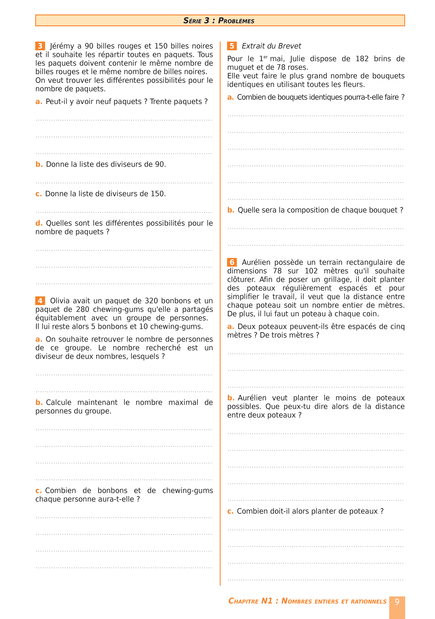 SÉRIE 3 : PROBLÈMES
3 Jérémy a 90 billes rouges et 150 billes noires
et il souhaite les répartir toutes en paquets. Tous
les paquets doivent contenir le même nombre de
billes rouges et le même nombre de billes noires.
On veut trouver les différentes possibilités pour le
nombre de paquets.
a. Peut-il y avoir neuf paquets ? Trente paquets ?
b. Donne la liste des diviseurs de 90.
c. Donne la liste de diviseurs de 150.
d. Quelles sont les différentes possibilités pour le
nombre de paquets ?
4 Olivia avait un paquet de 320 bonbons et un
paquet de 280 chewing-gums qu'elle a partagés
équitablement avec un groupe de personnes.
Il lui reste alors 5 bonbons et 10 chewing-gums.
a. On souhaite retrouver le nombre de personnes
de ce groupe. Le nombre recherché est un
diviseur de deux nombres, lesquels ?
b. Calcule maintenant le nombre maximal de
personnes du groupe.
c. Combien de bonbons et de chewing-gums
chaque personne aura-t-elle ?
5 Extrait du Brevet
Pour le 1er mai, Julie dispose de 182 brins de
muguet et de 78 roses.
Elle veut faire le plus grand nombre de bouquets
identiques en utilisant toutes les fleurs.
a. Combien de bouquets identiques pourra-t-elle faire ?
b. Quelle sera la composition de chaque bouquet ?
6 Aurélien possède un terrain rectangulaire de
dimensions 78 sur 102 mètres qu'il souhaite
clôturer. Afin de poser un grillage, il doit planter
des poteaux régulièrement espacés et pour
simplifier le travail, il veut que la distance entre
chaque poteau soit un nombre entier de mètres.
De plus, il lui faut un poteau à chaque coin.
a. Deux poteaux peuvent-ils être espacés de cinq
mètres ? De trois mètres ?
b. Aurélien veut planter le moins de poteaux
possibles. Que peux-tu dire alors de la distance
entre deux poteaux ?
c. Combien doit-il alors planter de poteaux ?
CHAPITRE N1 : NOMBRES ENTIERS ET RATIONNELS 9